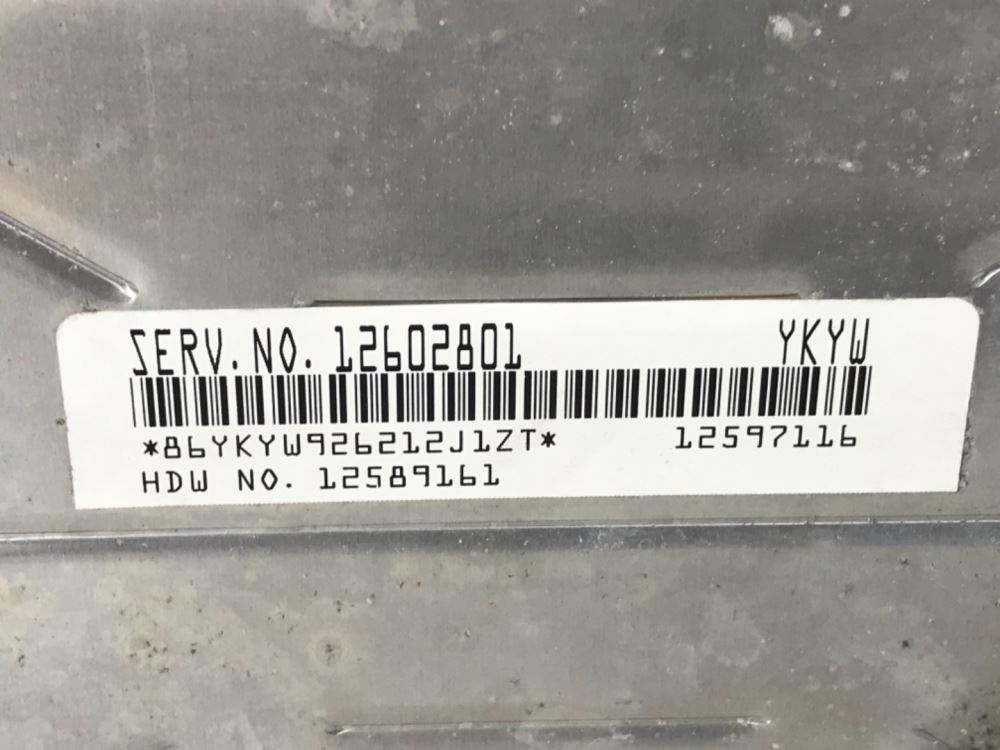 SERV. NO. 12602801 YKYW
*86YKYW926212J1ZT* 12597116
HDW NO. 12589161